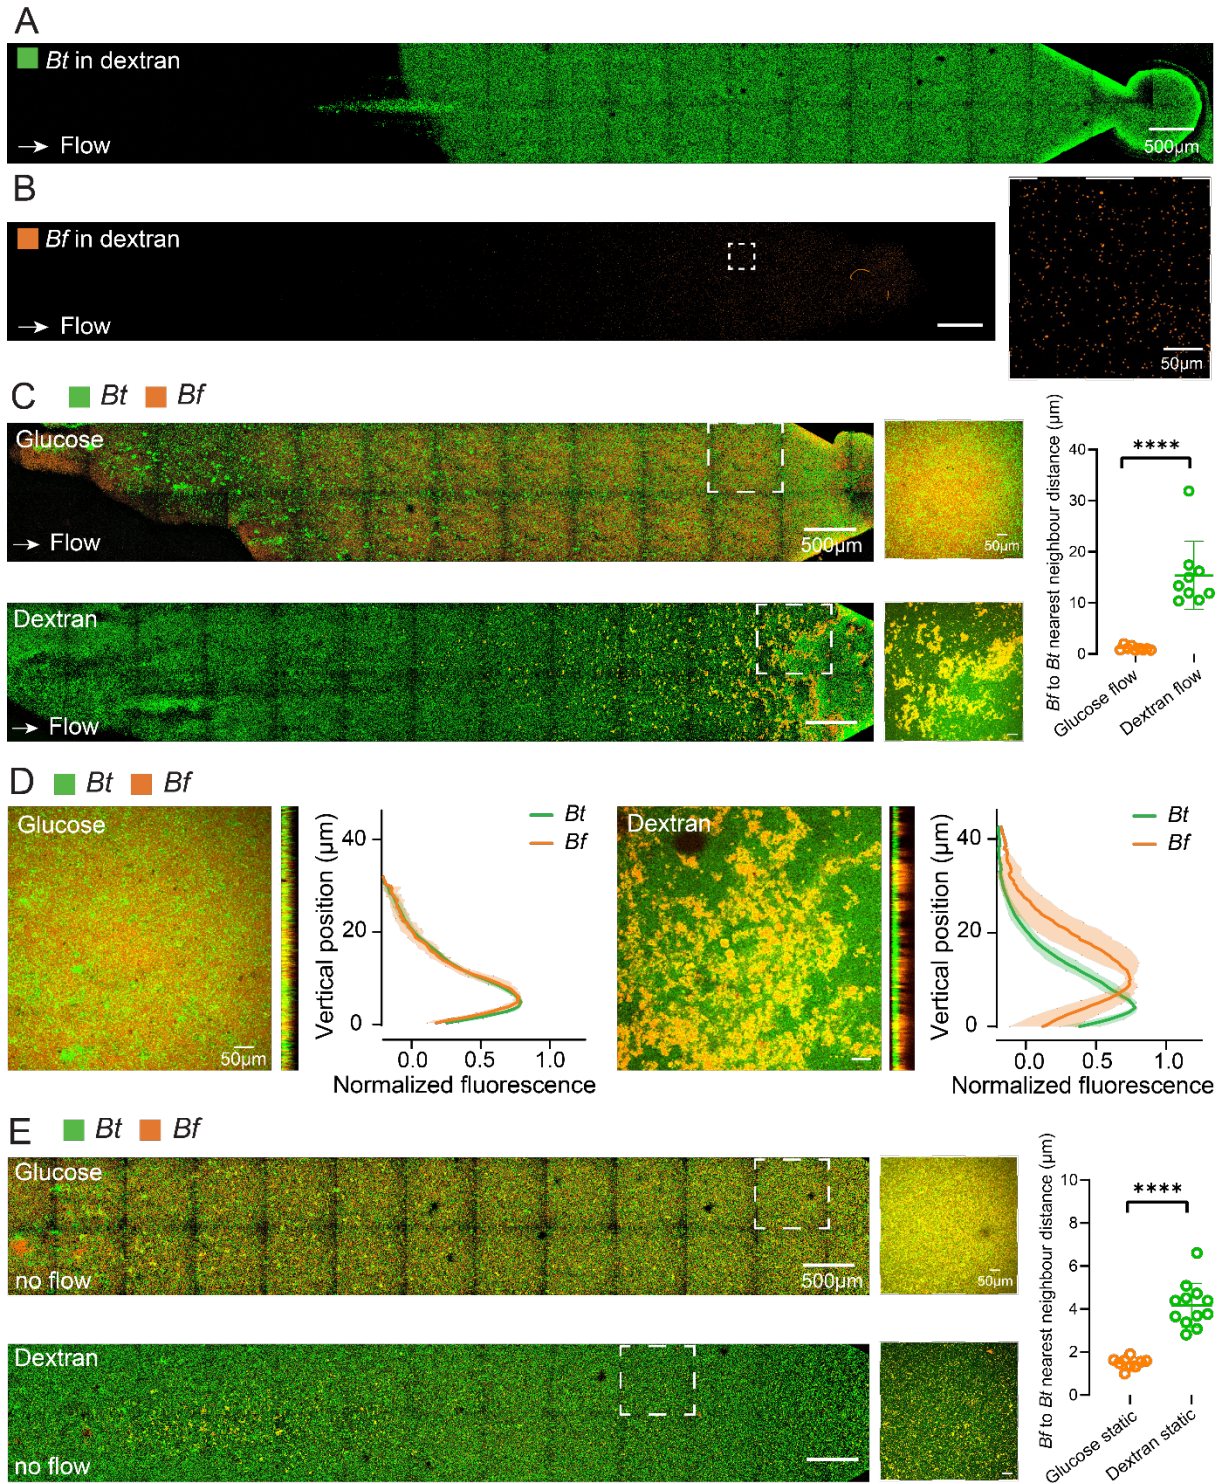 A
Bt in dextran
→ Flow
500µm
B
Bf in dextran
→ Flow
50µm
C
Bt Bf
Glucose
→ Flow
500µm
50µm
Dextran
→ Flow
Bf to Bt nearest neighbour distance (µm)
40
30
20
10
0
****
Glucose flow
Dextran flow
D
Bt Bf
Glucose
50µm
Vertical position (µm)
40
20
0
0.0 0.5 1.0
Normalized fluorescence
Bt
Bf
Dextran
Vertical position (µm)
40
20
0
0.0 0.5 1.0
Normalized fluorescence
Bt
Bf
E
Bt Bf
Glucose
no flow
500µm
50µm
Dextran
no flow
Bf to Bt nearest neighbour distance (µm)
10
8
6
4
2
0
****
Glucose static
Dextran static